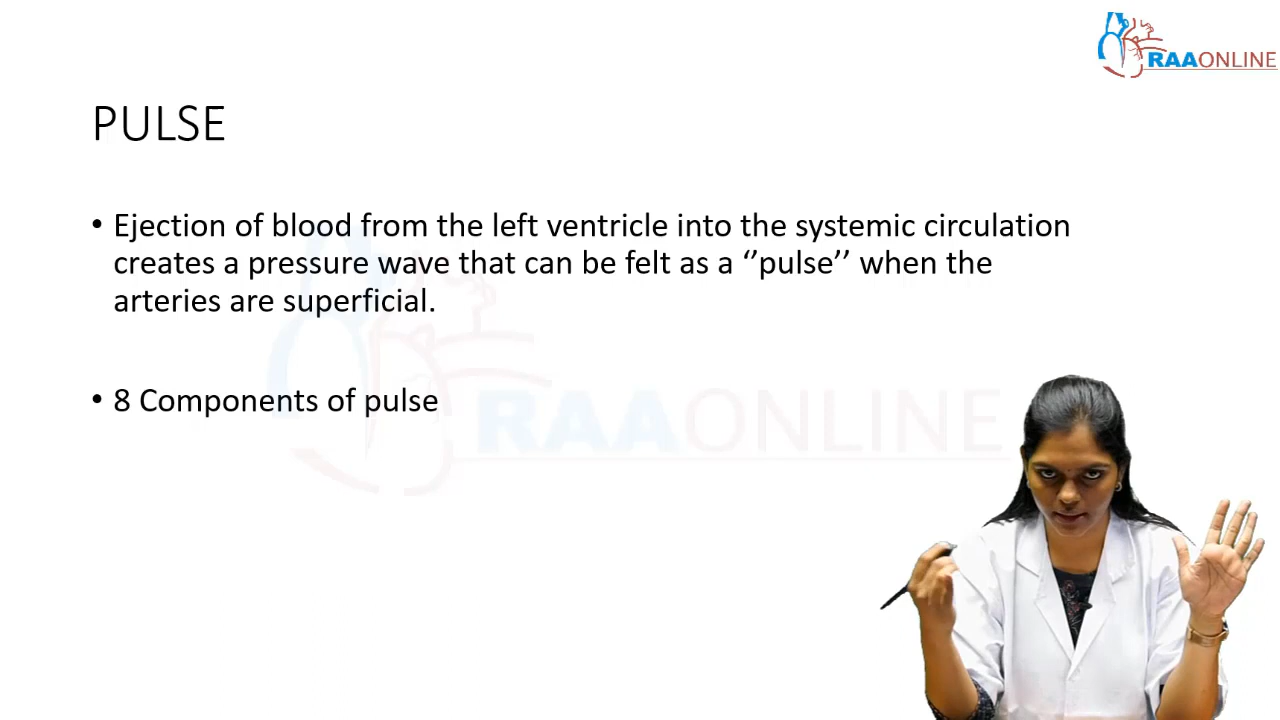 RAAONLINE
PULSE
• Ejection of blood from the left ventricle into the systemic circulation
creates a pressure wave that can be felt as a ‘’pulse’’ when the
arteries are superficial.
• 8 Components of pulse
RAAONLINE